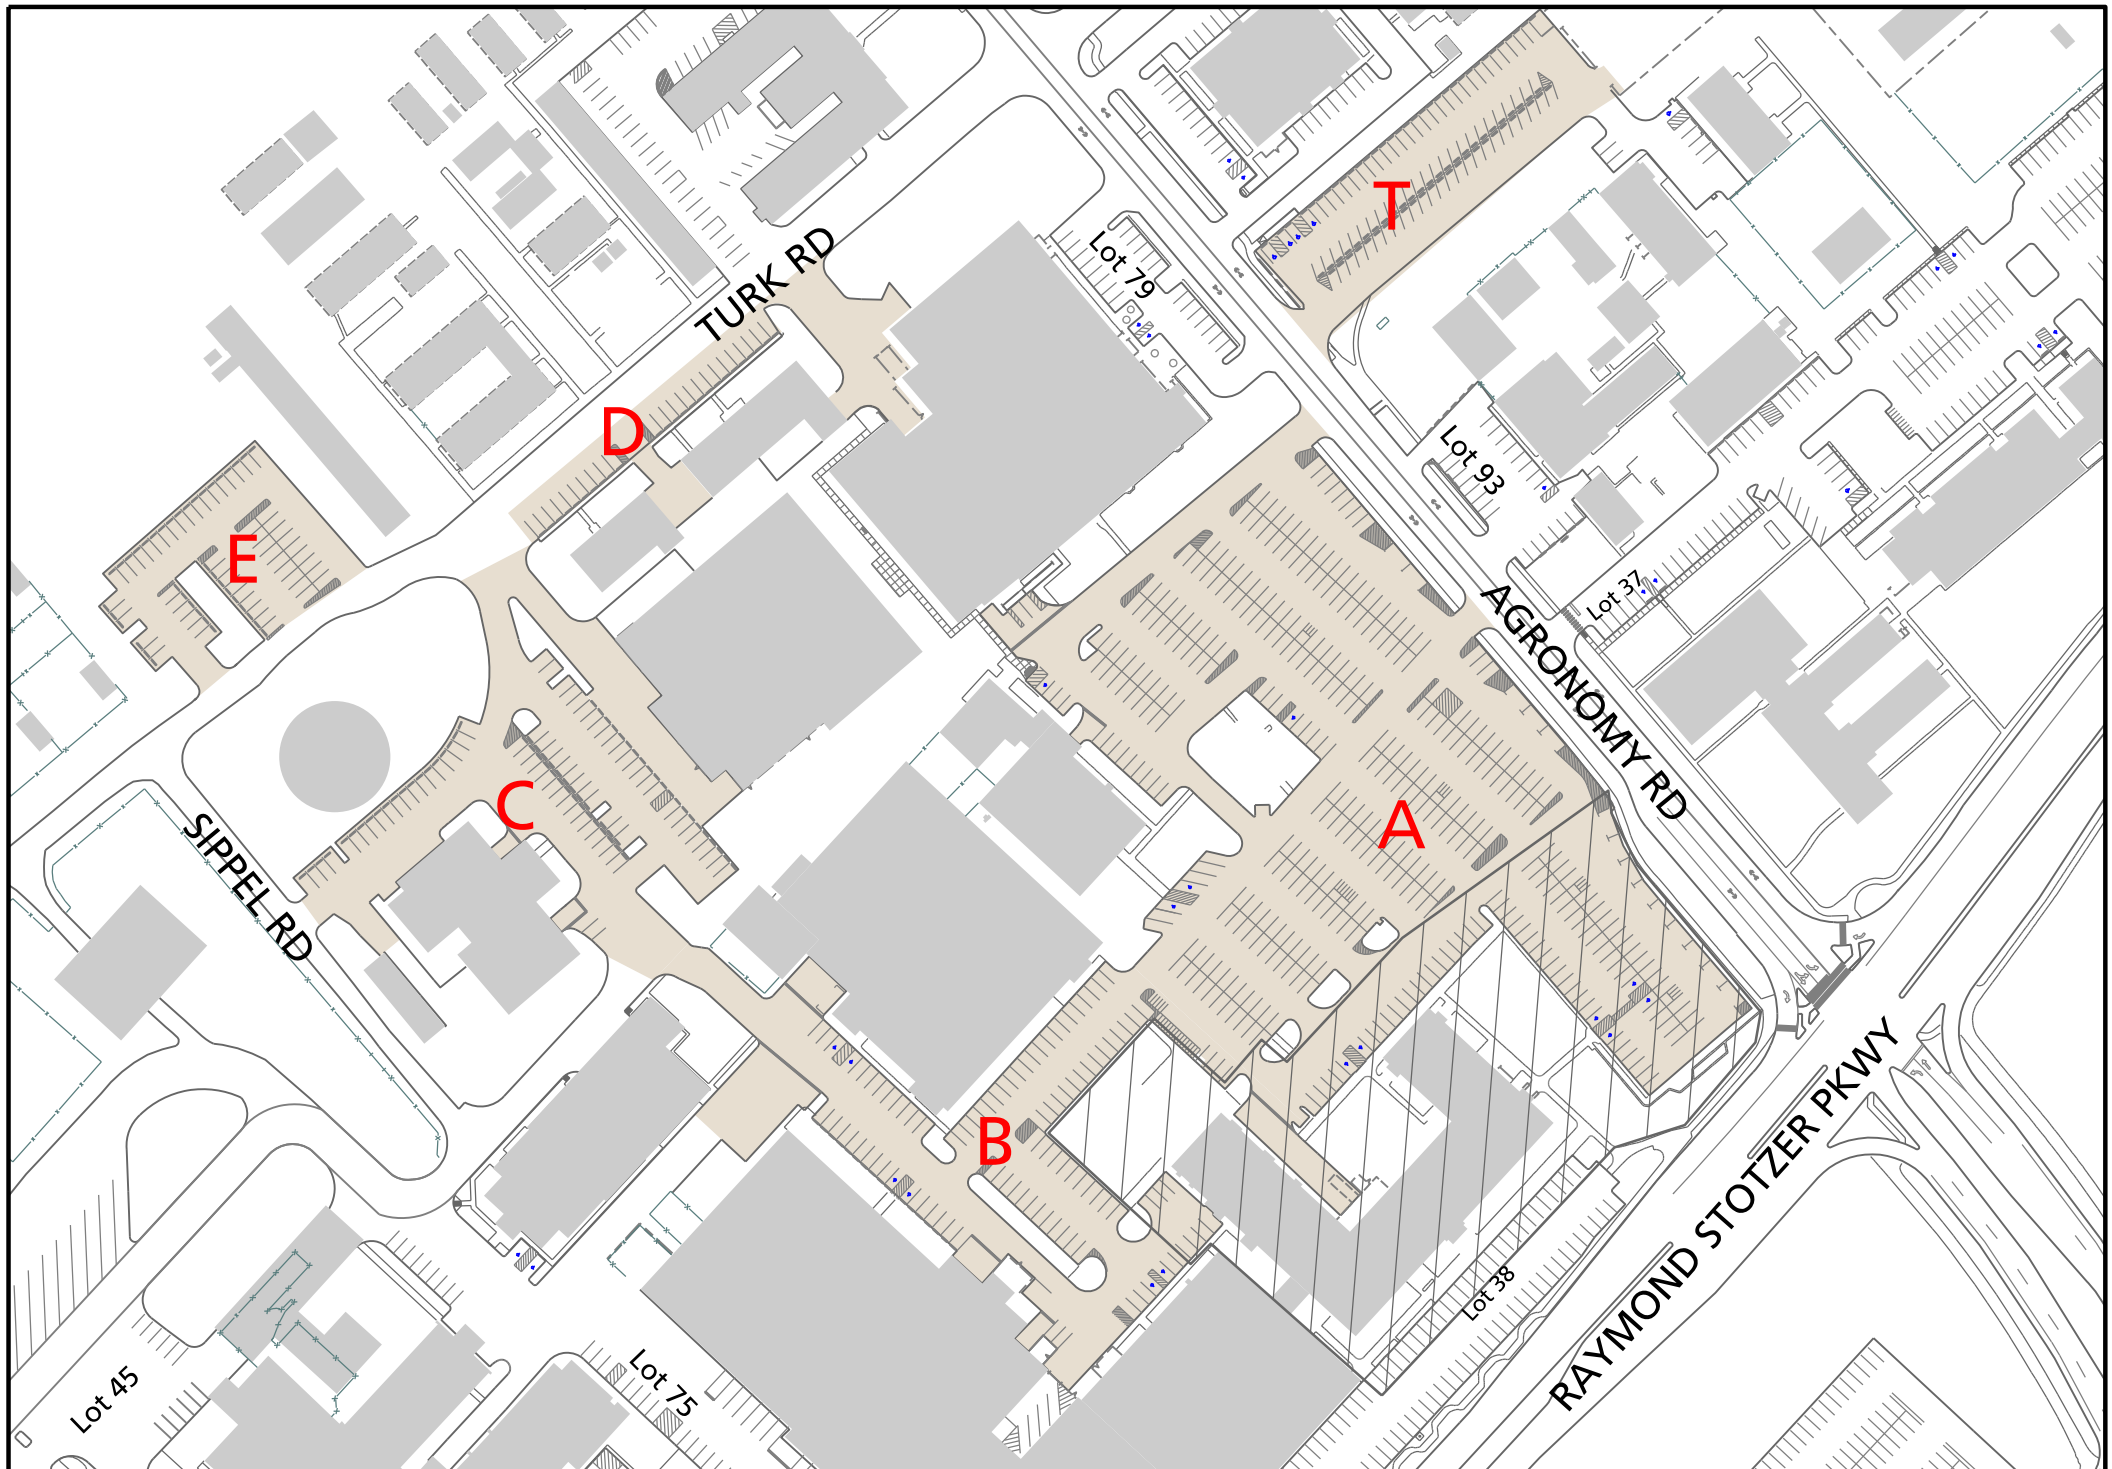 T
TURK RD
Lot 79
D
Lot 93
E
AGRONOMY RD
Lot 37
C
A
SIPPEL RD
B
RAYMOND STOTZER PKWY
Lot 38
Lot 45
Lot 75